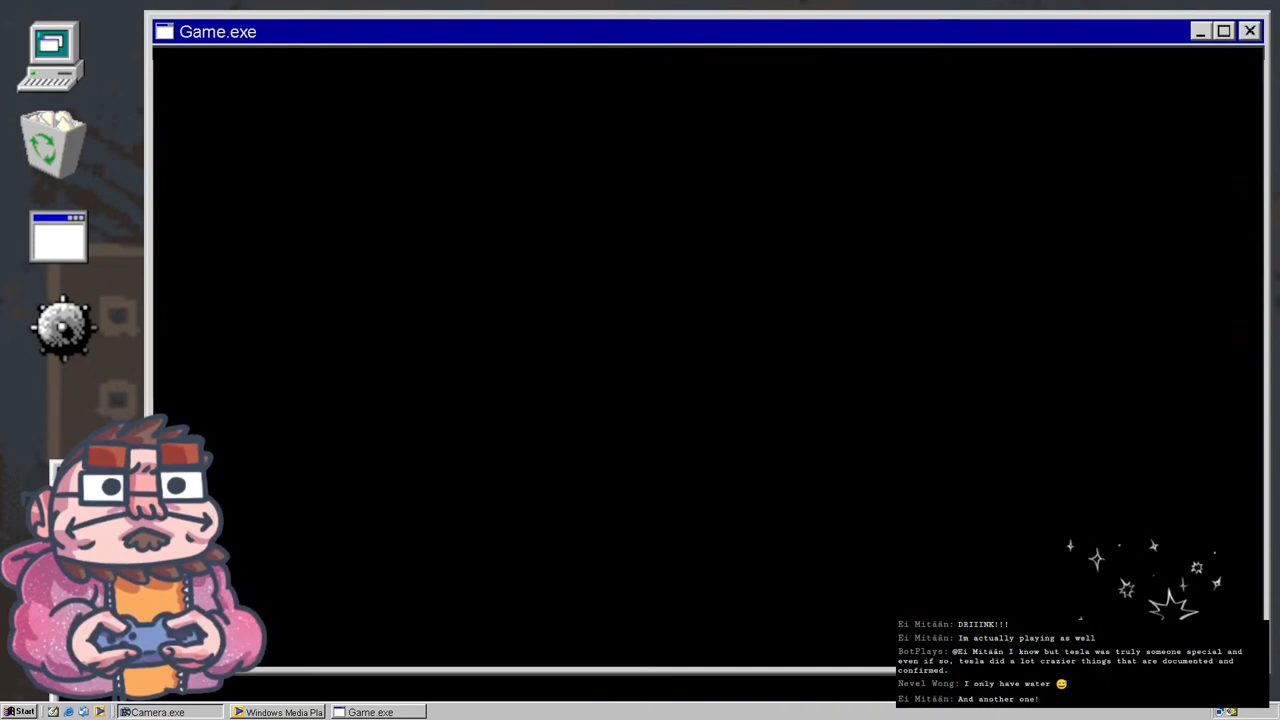 Game.exe
Ei Mitään: DRIIINK!!!
Ei Mitään: Im actually playing as well
BotPlays: @Ei Mitään I know but tesla was truly someone special and
even if so, tesla did a lot crazier things that are documented and
confirmed.
Nevel Wong: I only have water 😅
Ei Mitään: And another one!
Start
Camera.exe
Windows Media Pla
Game.exe